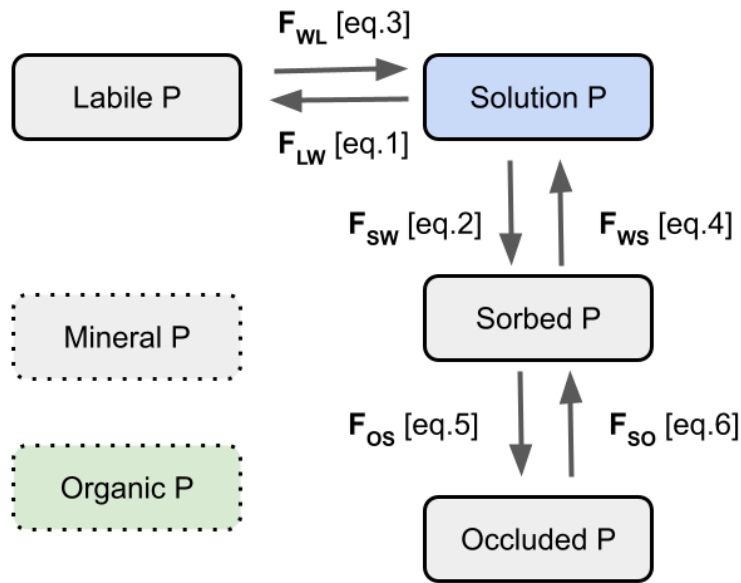 F_WL [eq.3]
Labile P
Solution P
F_LW [eq.1]
F_SW [eq.2]
F_WS [eq.4]
Mineral P
Sorbed P
F_OS [eq.5]
F_SO [eq.6]
Organic P
Occluded P